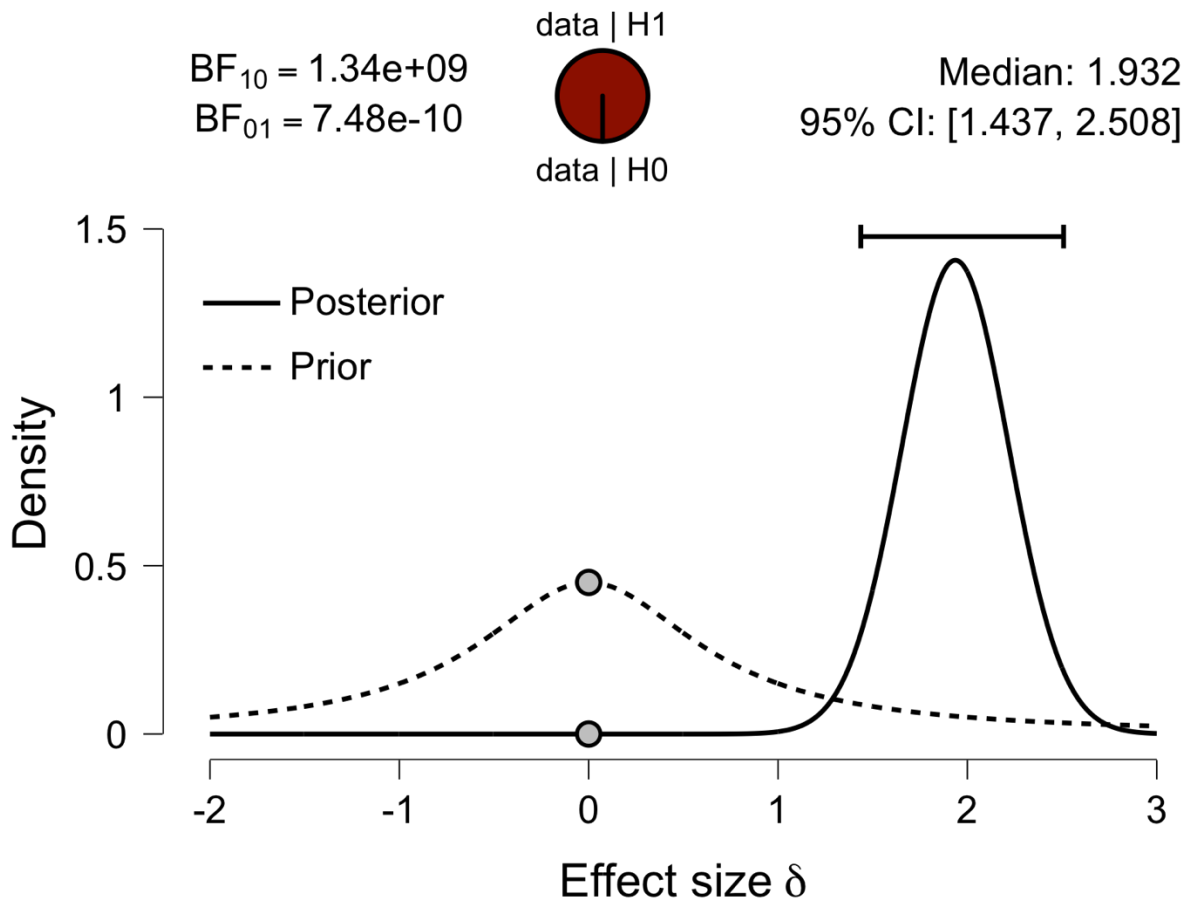 data | H1
BF₁₀ = 1.34e+09
BF₀₁ = 7.48e-10
data | H0
Median: 1.932
95% CI: [1.437, 2.508]
Posterior
Prior
Density
1.5
1
0.5
0
-2 -1 0 1 2 3
Effect size δ